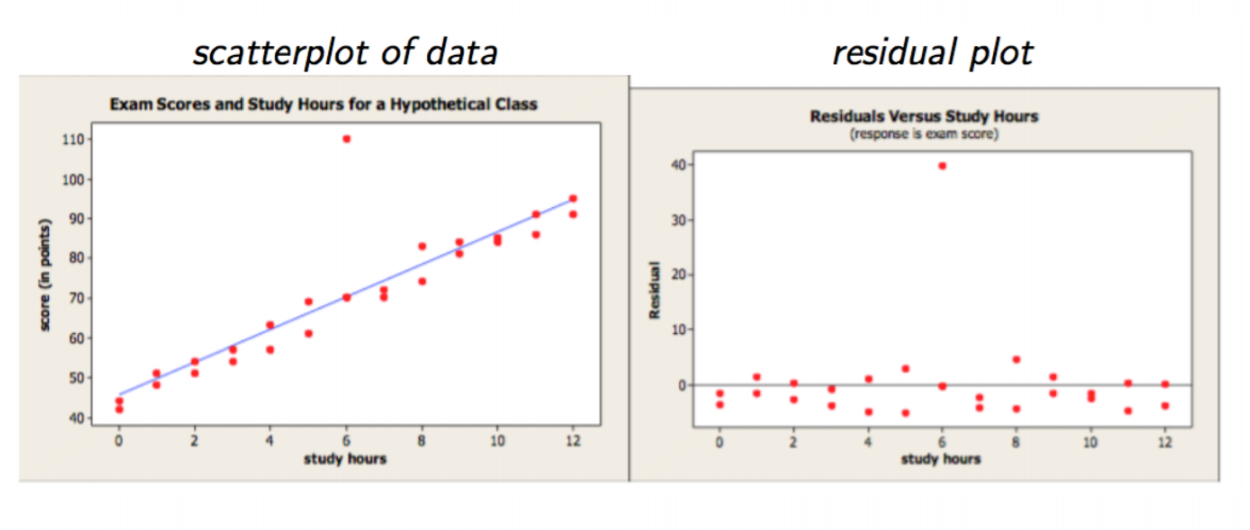 scatterplot of data
Exam Scores and Study Hours for a Hypothetical Class
110
100
90
80
70
60
50
40
score (in points)
0 2 4 6 8 10 12
study hours
residual plot
Residuals Versus Study Hours
(response is exam score)
40
30
20
10
0
Residual
0 2 4 6 8 10 12
study hours